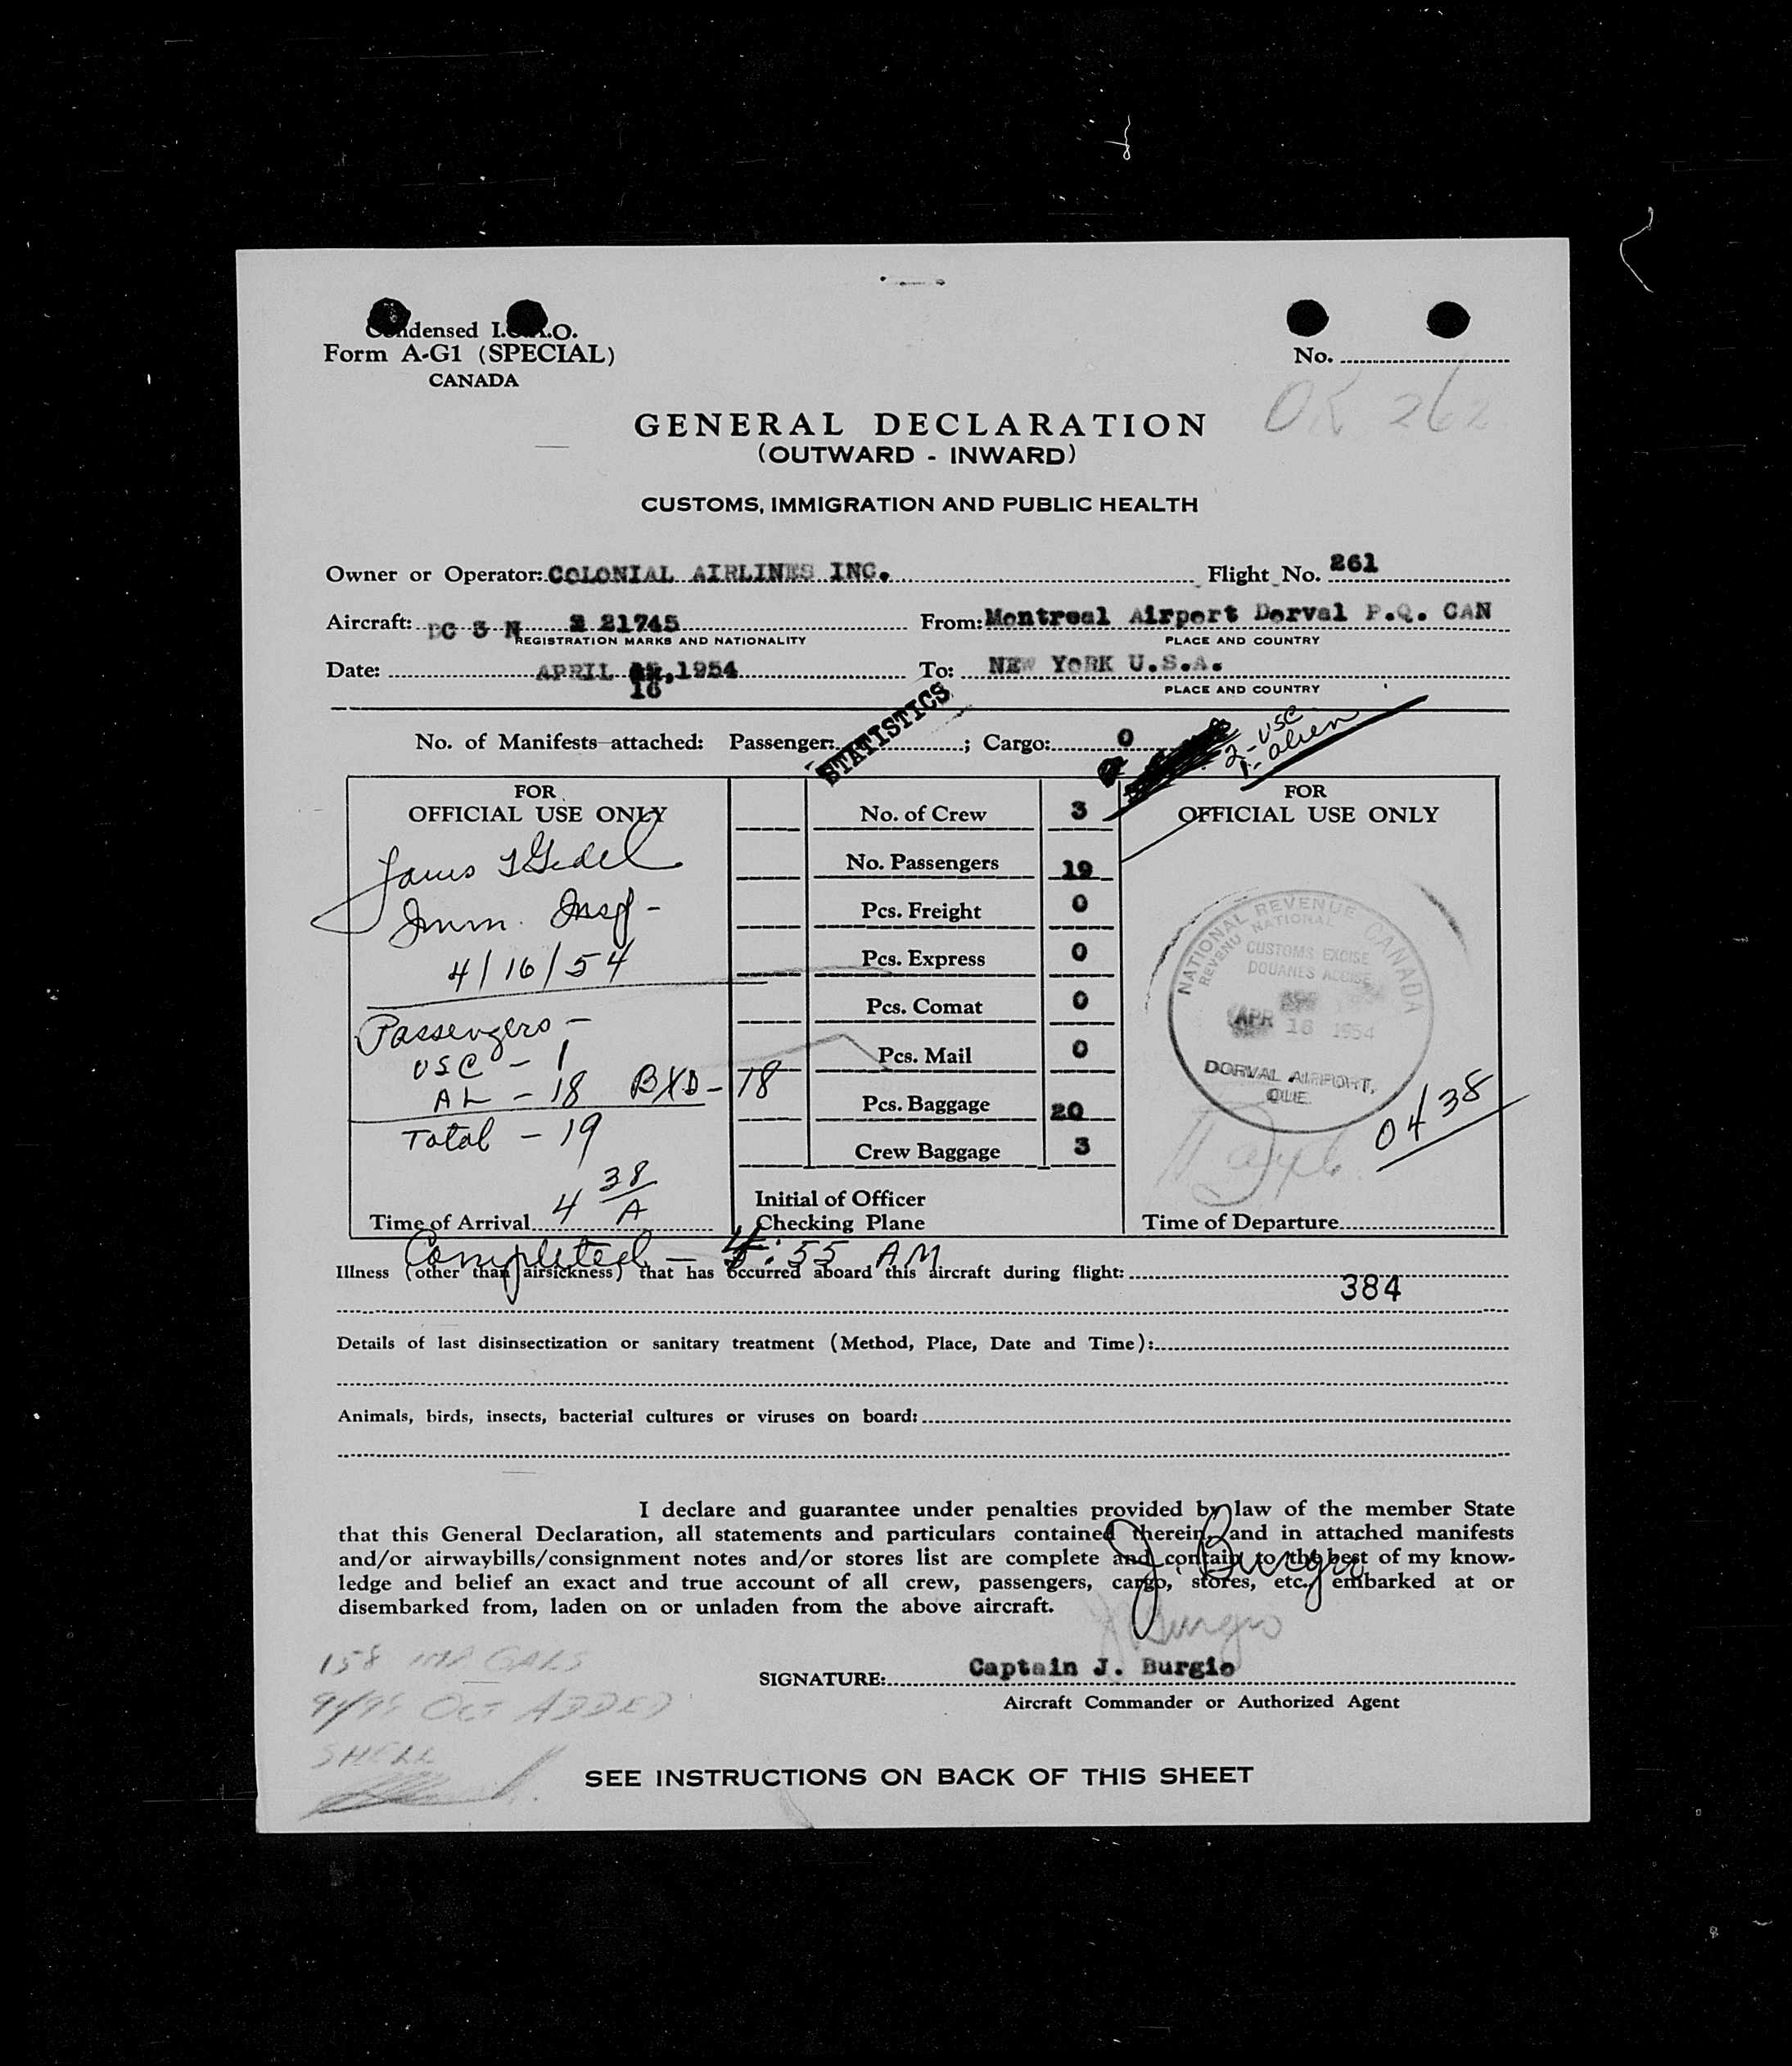 Condensed I.C.A.O.
Form A-G1 (SPECIAL)
CANADA
No.
OK 262
GENERAL DECLARATION
(OUTWARD - INWARD)
CUSTOMS, IMMIGRATION AND PUBLIC HEALTH
Owner or Operator: COLONIAL AIRLINES INC. Flight No. 261
Aircraft: DC 3 N 21745 From: Montreal Airport Dorval P.Q. CAN
REGISTRATION MARKS AND NATIONALITY PLACE AND COUNTRY
Date: APRIL 16, 1954 To: NEW YORK U.S.A.
PLACE AND COUNTRY
STATISTICS
No. of Manifests attached: Passenger: ; Cargo: 0
2 - USC
1 - alien
FOR
OFFICIAL USE ONLY
James
Imm. Insp -
4/16/54
Passengers -
USC - 1
AL - 18 BXD - 18
Total - 19
Time of Arrival 4 38 A
No. of Crew 3
No. Passengers 19
Pcs. Freight 0
Pcs. Express 0
Pcs. Comat 0
Pcs. Mail 0
Pcs. Baggage 20
Crew Baggage 3
Initial of Officer
Checking Plane
FOR
OFFICIAL USE ONLY
NATIONAL REVENUE CANADA
REVENU NATIONAL
CUSTOMS EXCISE
DOUANES ACCISE
APR 16 1954
DORVAL AIRPORT,
QUE.
04/38
Time of Departure
Completed - 4:55 AM
Illness (other than airsickness) that has occurred aboard this aircraft during flight:
384
Details of last disinsectization or sanitary treatment (Method, Place, Date and Time):
Animals, birds, insects, bacterial cultures or viruses on board:
I declare and guarantee under penalties provided by law of the member State
that this General Declaration, all statements and particulars contained therein, and in attached manifests
and/or airwaybills/consignment notes and/or stores list are complete and contain to the best of my know-
ledge and belief an exact and true account of all crew, passengers, cargo, stores, etc., embarked at or
disembarked from, laden on or unladen from the above aircraft.
J. Burgio
J Burgio
158 IMP GALS
OCT ADDED
SHELL
SIGNATURE: Captain J. Burgio
Aircraft Commander or Authorized Agent
SEE INSTRUCTIONS ON BACK OF THIS SHEET